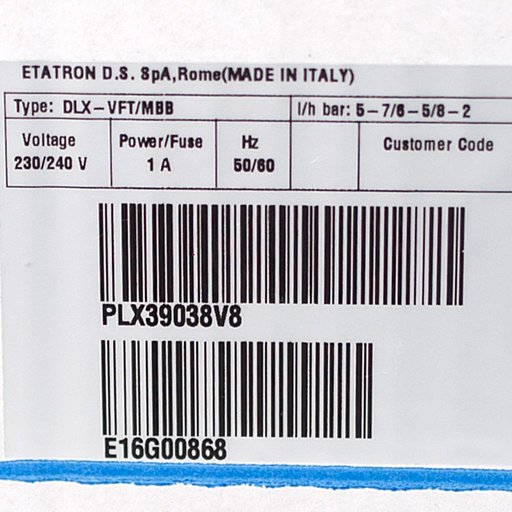 ETATRON D.S. SpA,Rome(MADE IN ITALY)
Type: DLX-VFT/MBB l/h bar: 5-7/6-5/8-2
Voltage Power/Fuse Hz Customer Code
230/240 V 1 A 50/60
PLX39038V8
E16G00868